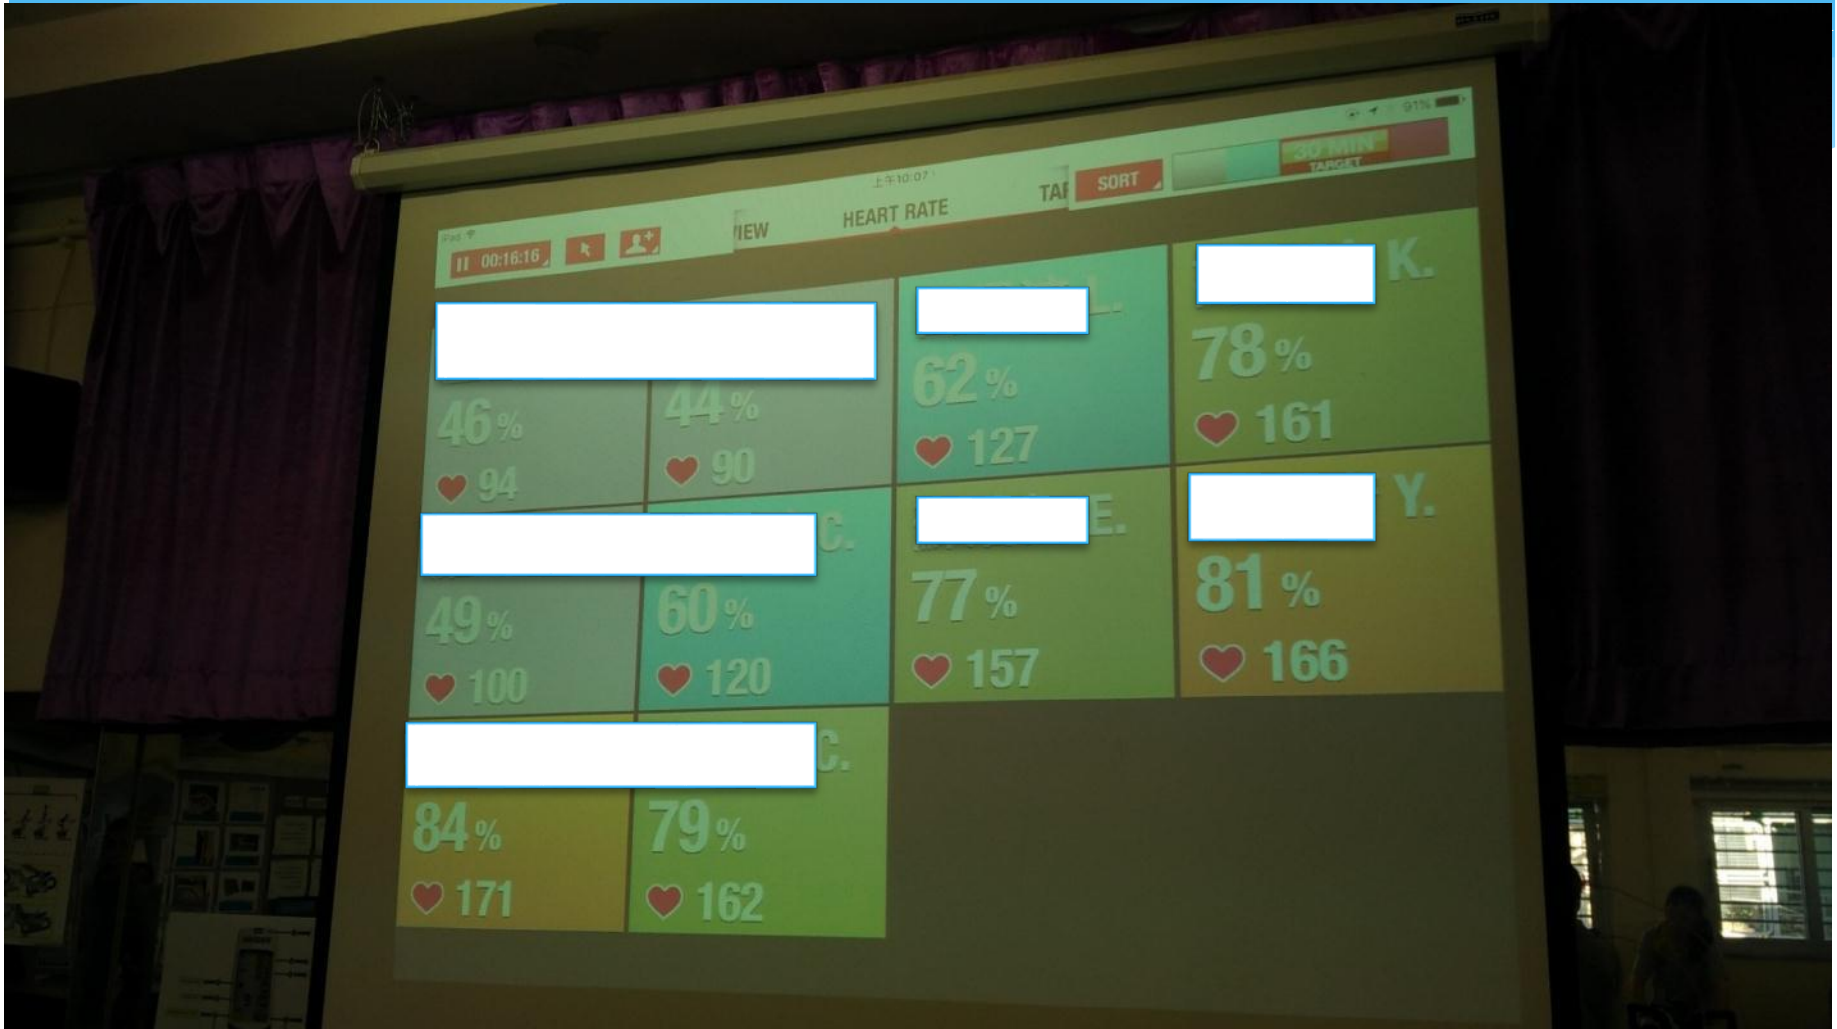 iPad
上午10:07
91%
00:16:16
IEW
HEART RATE
TAR
SORT
30 MIN
TARGET
46%
94
44%
90
L.
62%
127
K.
78%
161
49%
100
C.
60%
120
E.
77%
157
Y.
81%
166
84%
171
C.
79%
162